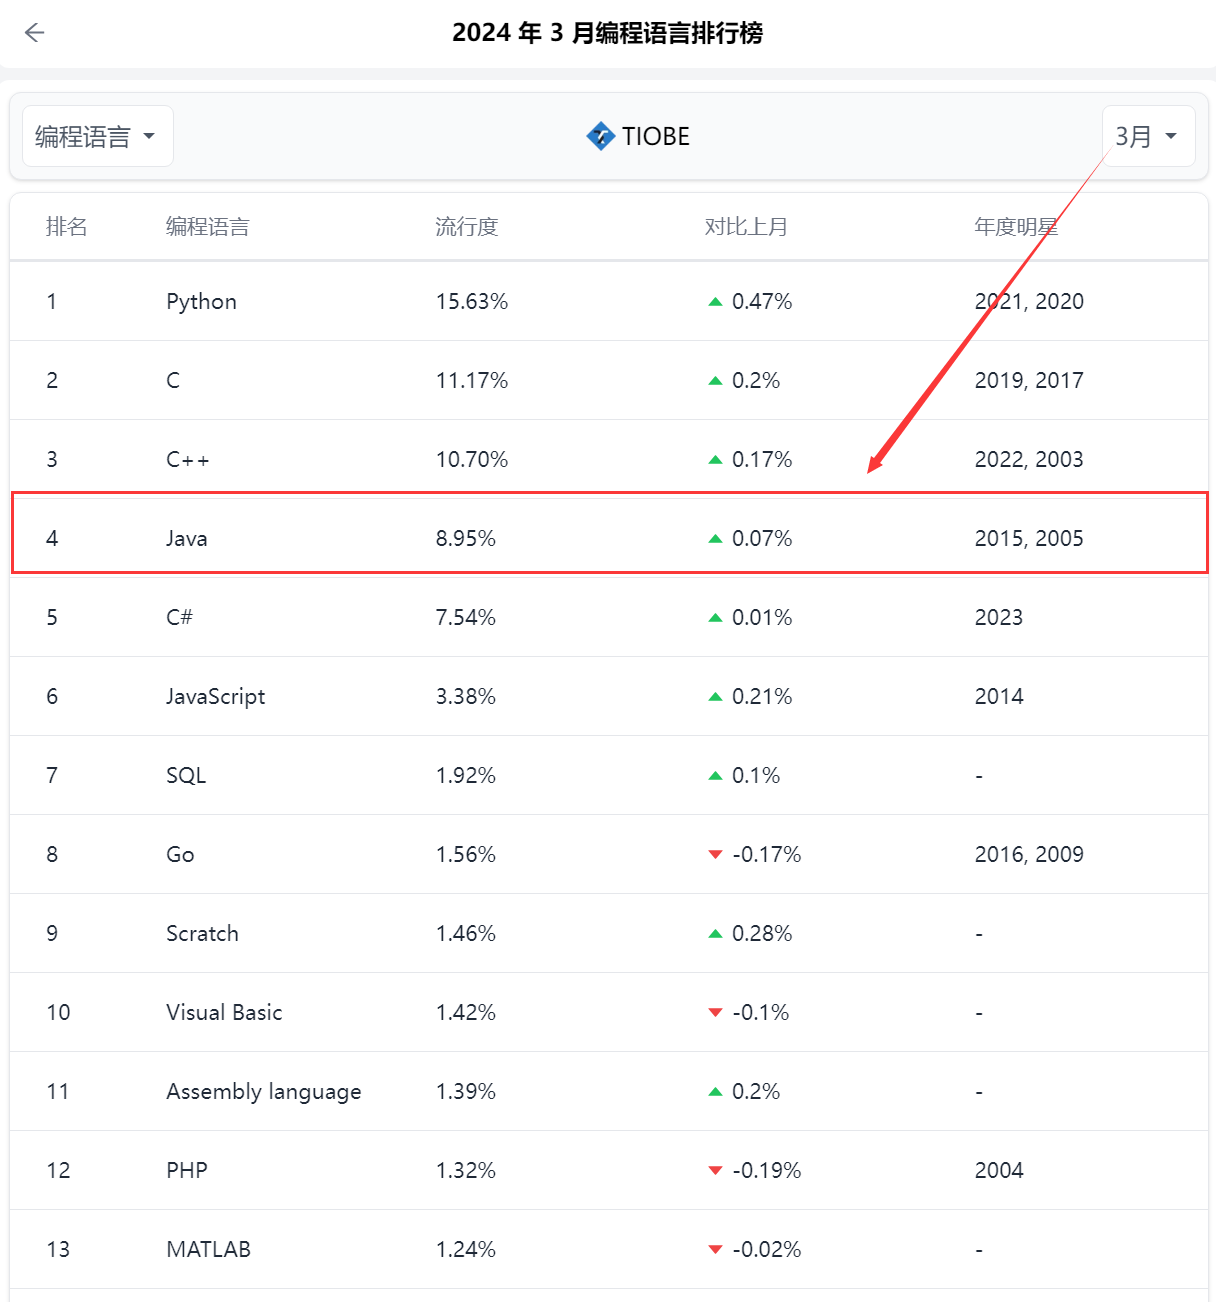 2024 年 3 月编程语言排行榜
编程语言 TIOBE 3月
排名 编程语言 流行度 对比上月 年度明星
1 Python 15.63% 0.47% 2021, 2020
2 C 11.17% 0.2% 2019, 2017
3 C++ 10.70% 0.17% 2022, 2003
4 Java 8.95% 0.07% 2015, 2005
5 C# 7.54% 0.01% 2023
6 JavaScript 3.38% 0.21% 2014
7 SQL 1.92% 0.1% -
8 Go 1.56% -0.17% 2016, 2009
9 Scratch 1.46% 0.28% -
10 Visual Basic 1.42% -0.1% -
11 Assembly language 1.39% 0.2% -
12 PHP 1.32% -0.19% 2004
13 MATLAB 1.24% -0.02% -